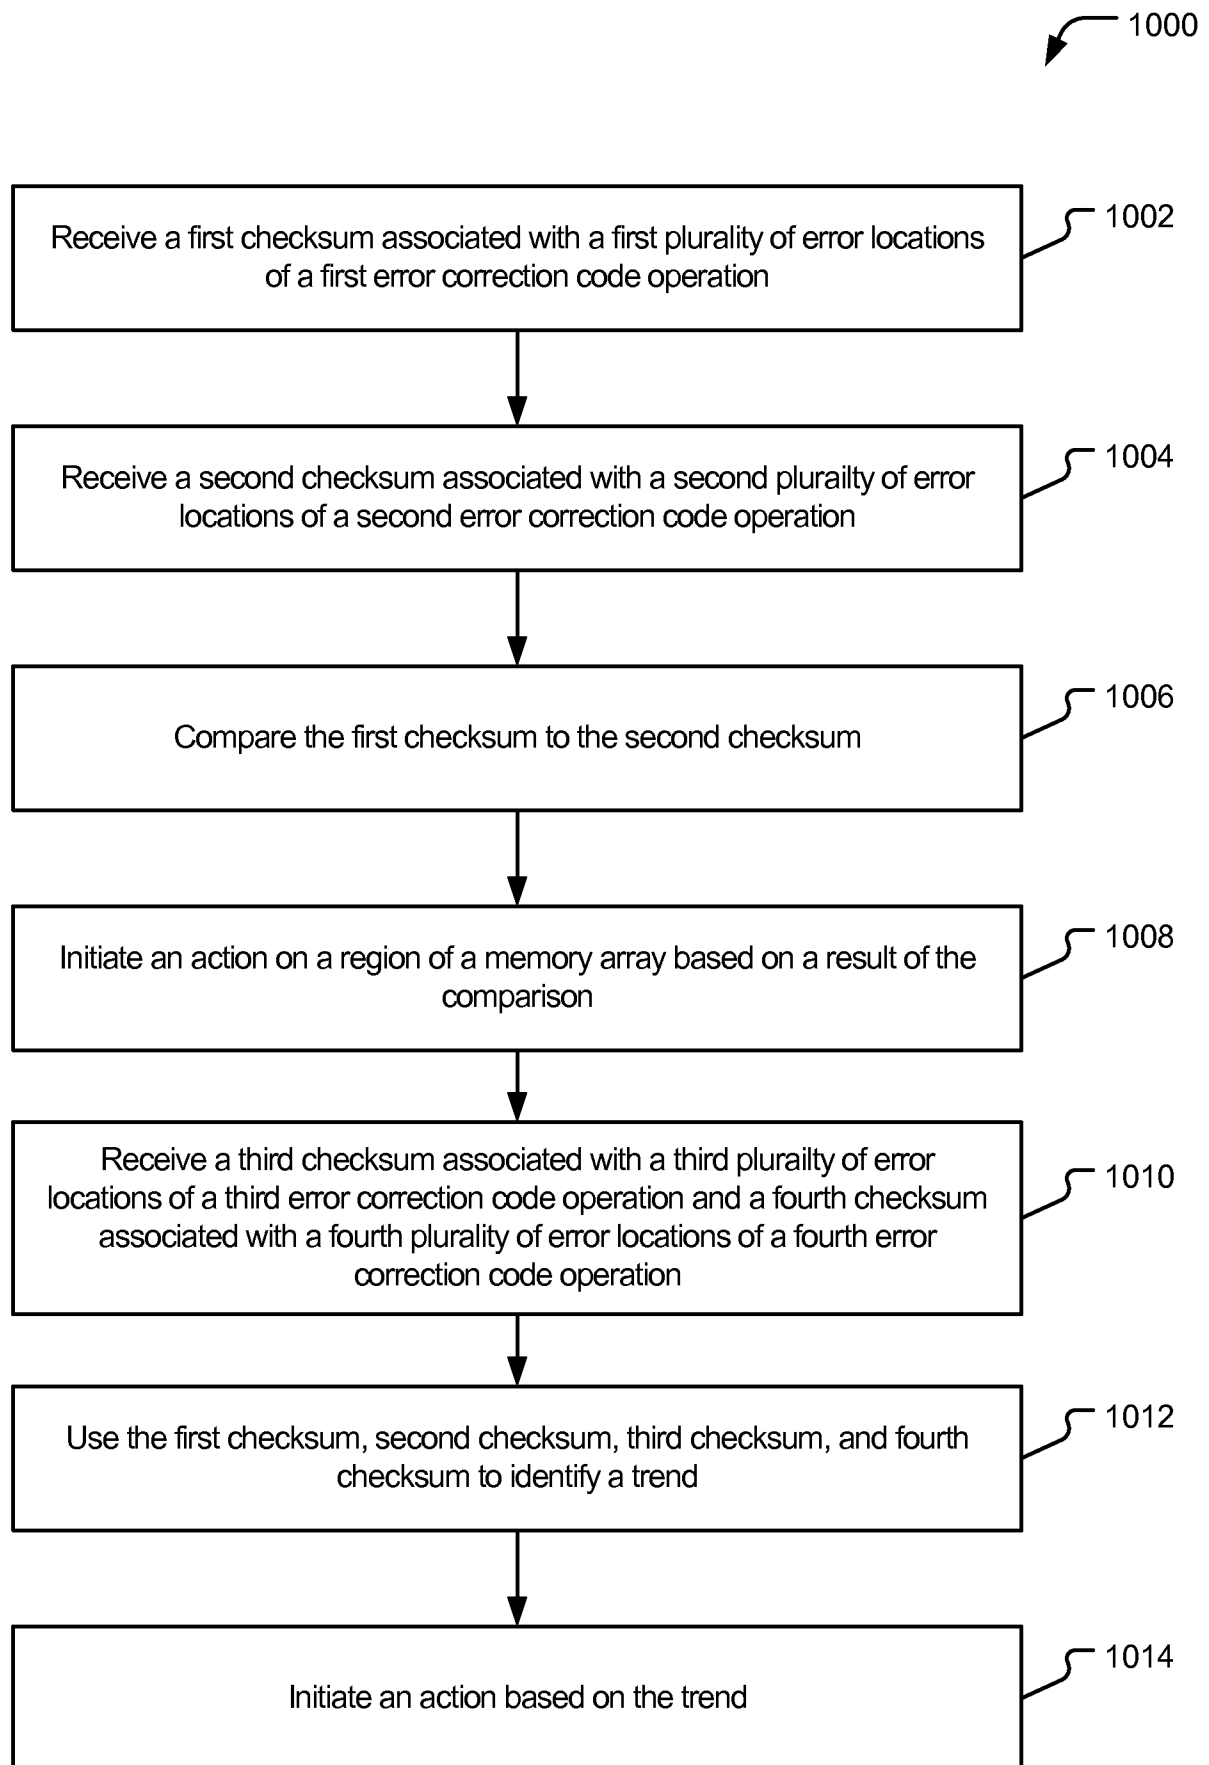 1000
Receive a first checksum associated with a first plurality of error locations
of a first error correction code operation
1002
Receive a second checksum associated with a second plurailty of error
locations of a second error correction code operation
1004
Compare the first checksum to the second checksum
1006
Initiate an action on a region of a memory array based on a result of the
comparison
1008
Receive a third checksum associated with a third plurailty of error
locations of a third error correction code operation and a fourth checksum
associated with a fourth plurality of error locations of a fourth error
correction code operation
1010
Use the first checksum, second checksum, third checksum, and fourth
checksum to identify a trend
1012
Initiate an action based on the trend
1014